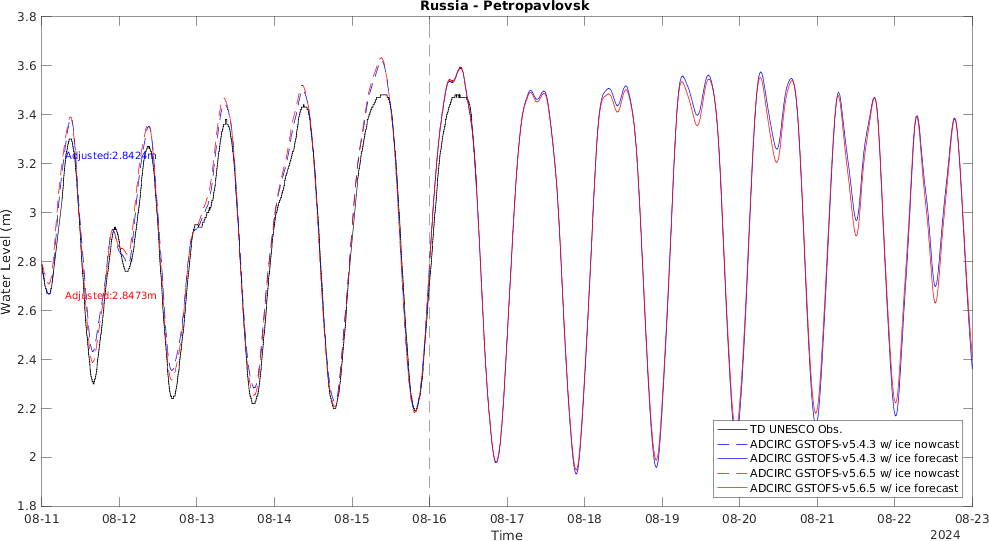 Russia - Petropavlovsk
3.8
3.6
3.4
3.2
3
2.8
2.6
2.4
2.2
2
1.8
Water Level (m)
Adjusted:2.8424m
Adjusted:2.8473m
TD UNESCO Obs.
ADCIRC GSTOFS-v5.4.3 w/ ice nowcast
ADCIRC GSTOFS-v5.4.3 w/ ice forecast
ADCIRC GSTOFS-v5.6.5 w/ ice nowcast
ADCIRC GSTOFS-v5.6.5 w/ ice forecast
08-11 08-12 08-13 08-14 08-15 08-16 08-17 08-18 08-19 08-20 08-21 08-22 08-23
Time
2024